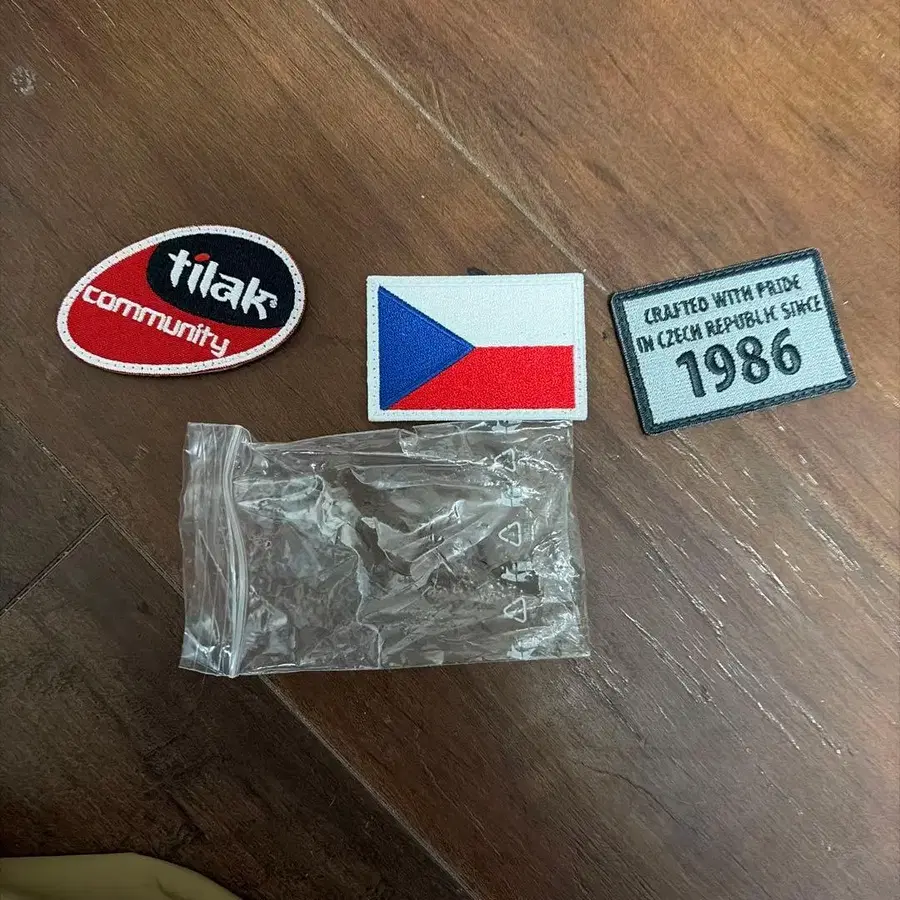 tilak
community
CRAFTED WITH PRIDE
IN CZECH REPUBLIC SINCE
1986